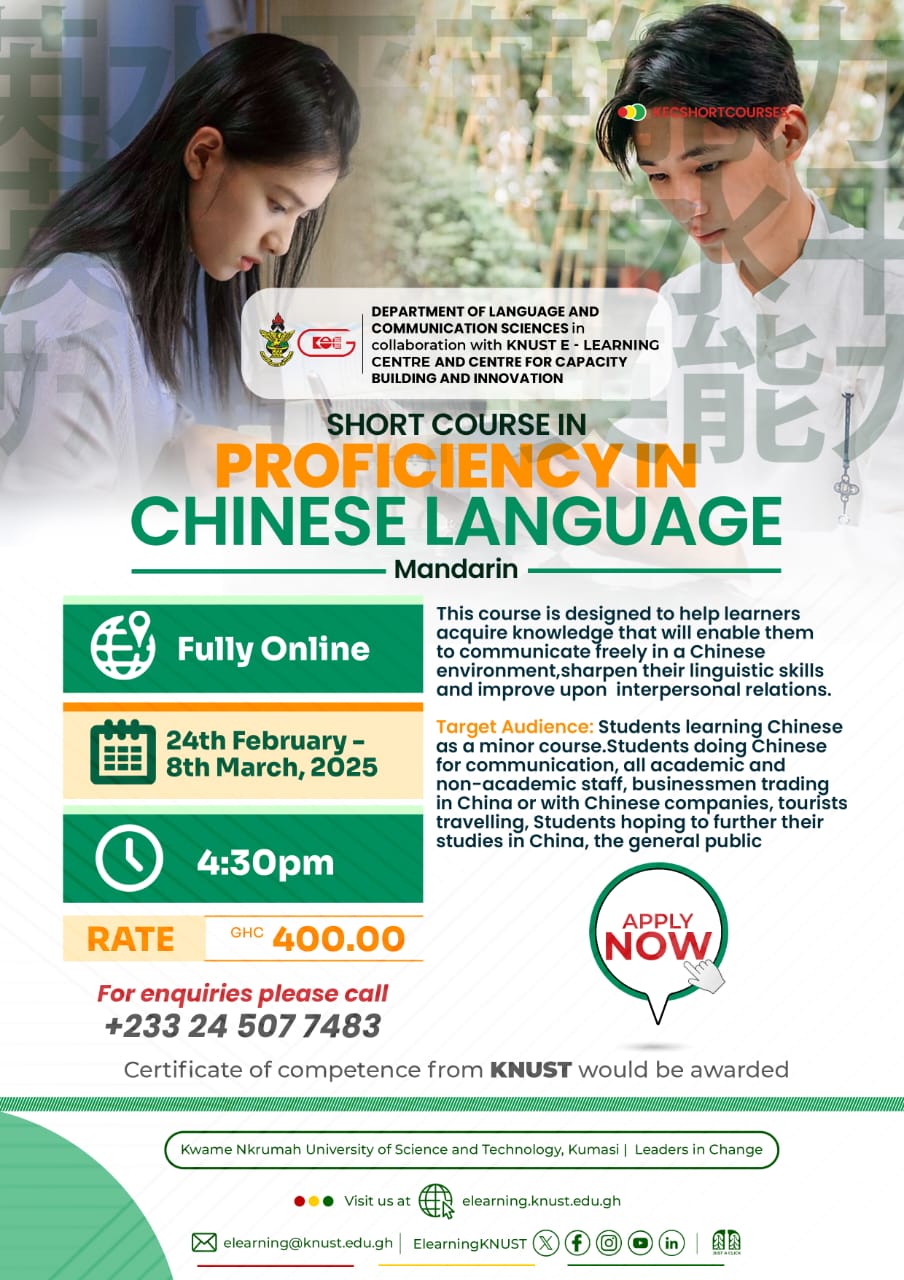 KECSHORTCOURSES
DEPARTMENT OF LANGUAGE AND
COMMUNICATION SCIENCES in
collaboration with KNUST E - LEARNING
CENTRE AND CENTRE FOR CAPACITY
BUILDING AND INNOVATION
SHORT COURSE IN
PROFICIENCY IN
CHINESE LANGUAGE
Mandarin
Fully Online
24th February –
8th March, 2025
4:30pm
RATE GHC 400.00
For enquiries please call
+233 24 507 7483
This course is designed to help learners
acquire knowledge that will enable them
to communicate freely in a Chinese
environment,sharpen their linguistic skills
and improve upon interpersonal relations.
Target Audience: Students learning Chinese
as a minor course.Students doing Chinese
for communication, all academic and
non-academic staff, businessmen trading
in China or with Chinese companies, tourists
travelling, Students hoping to further their
studies in China, the general public
APPLY
NOW
Certificate of competence from KNUST would be awarded
Kwame Nkrumah University of Science and Technology, Kumasi | Leaders in Change
Visit us at elearning.knust.edu.gh
elearning@knust.edu.gh | ElearningKNUST
JUST A CLICK